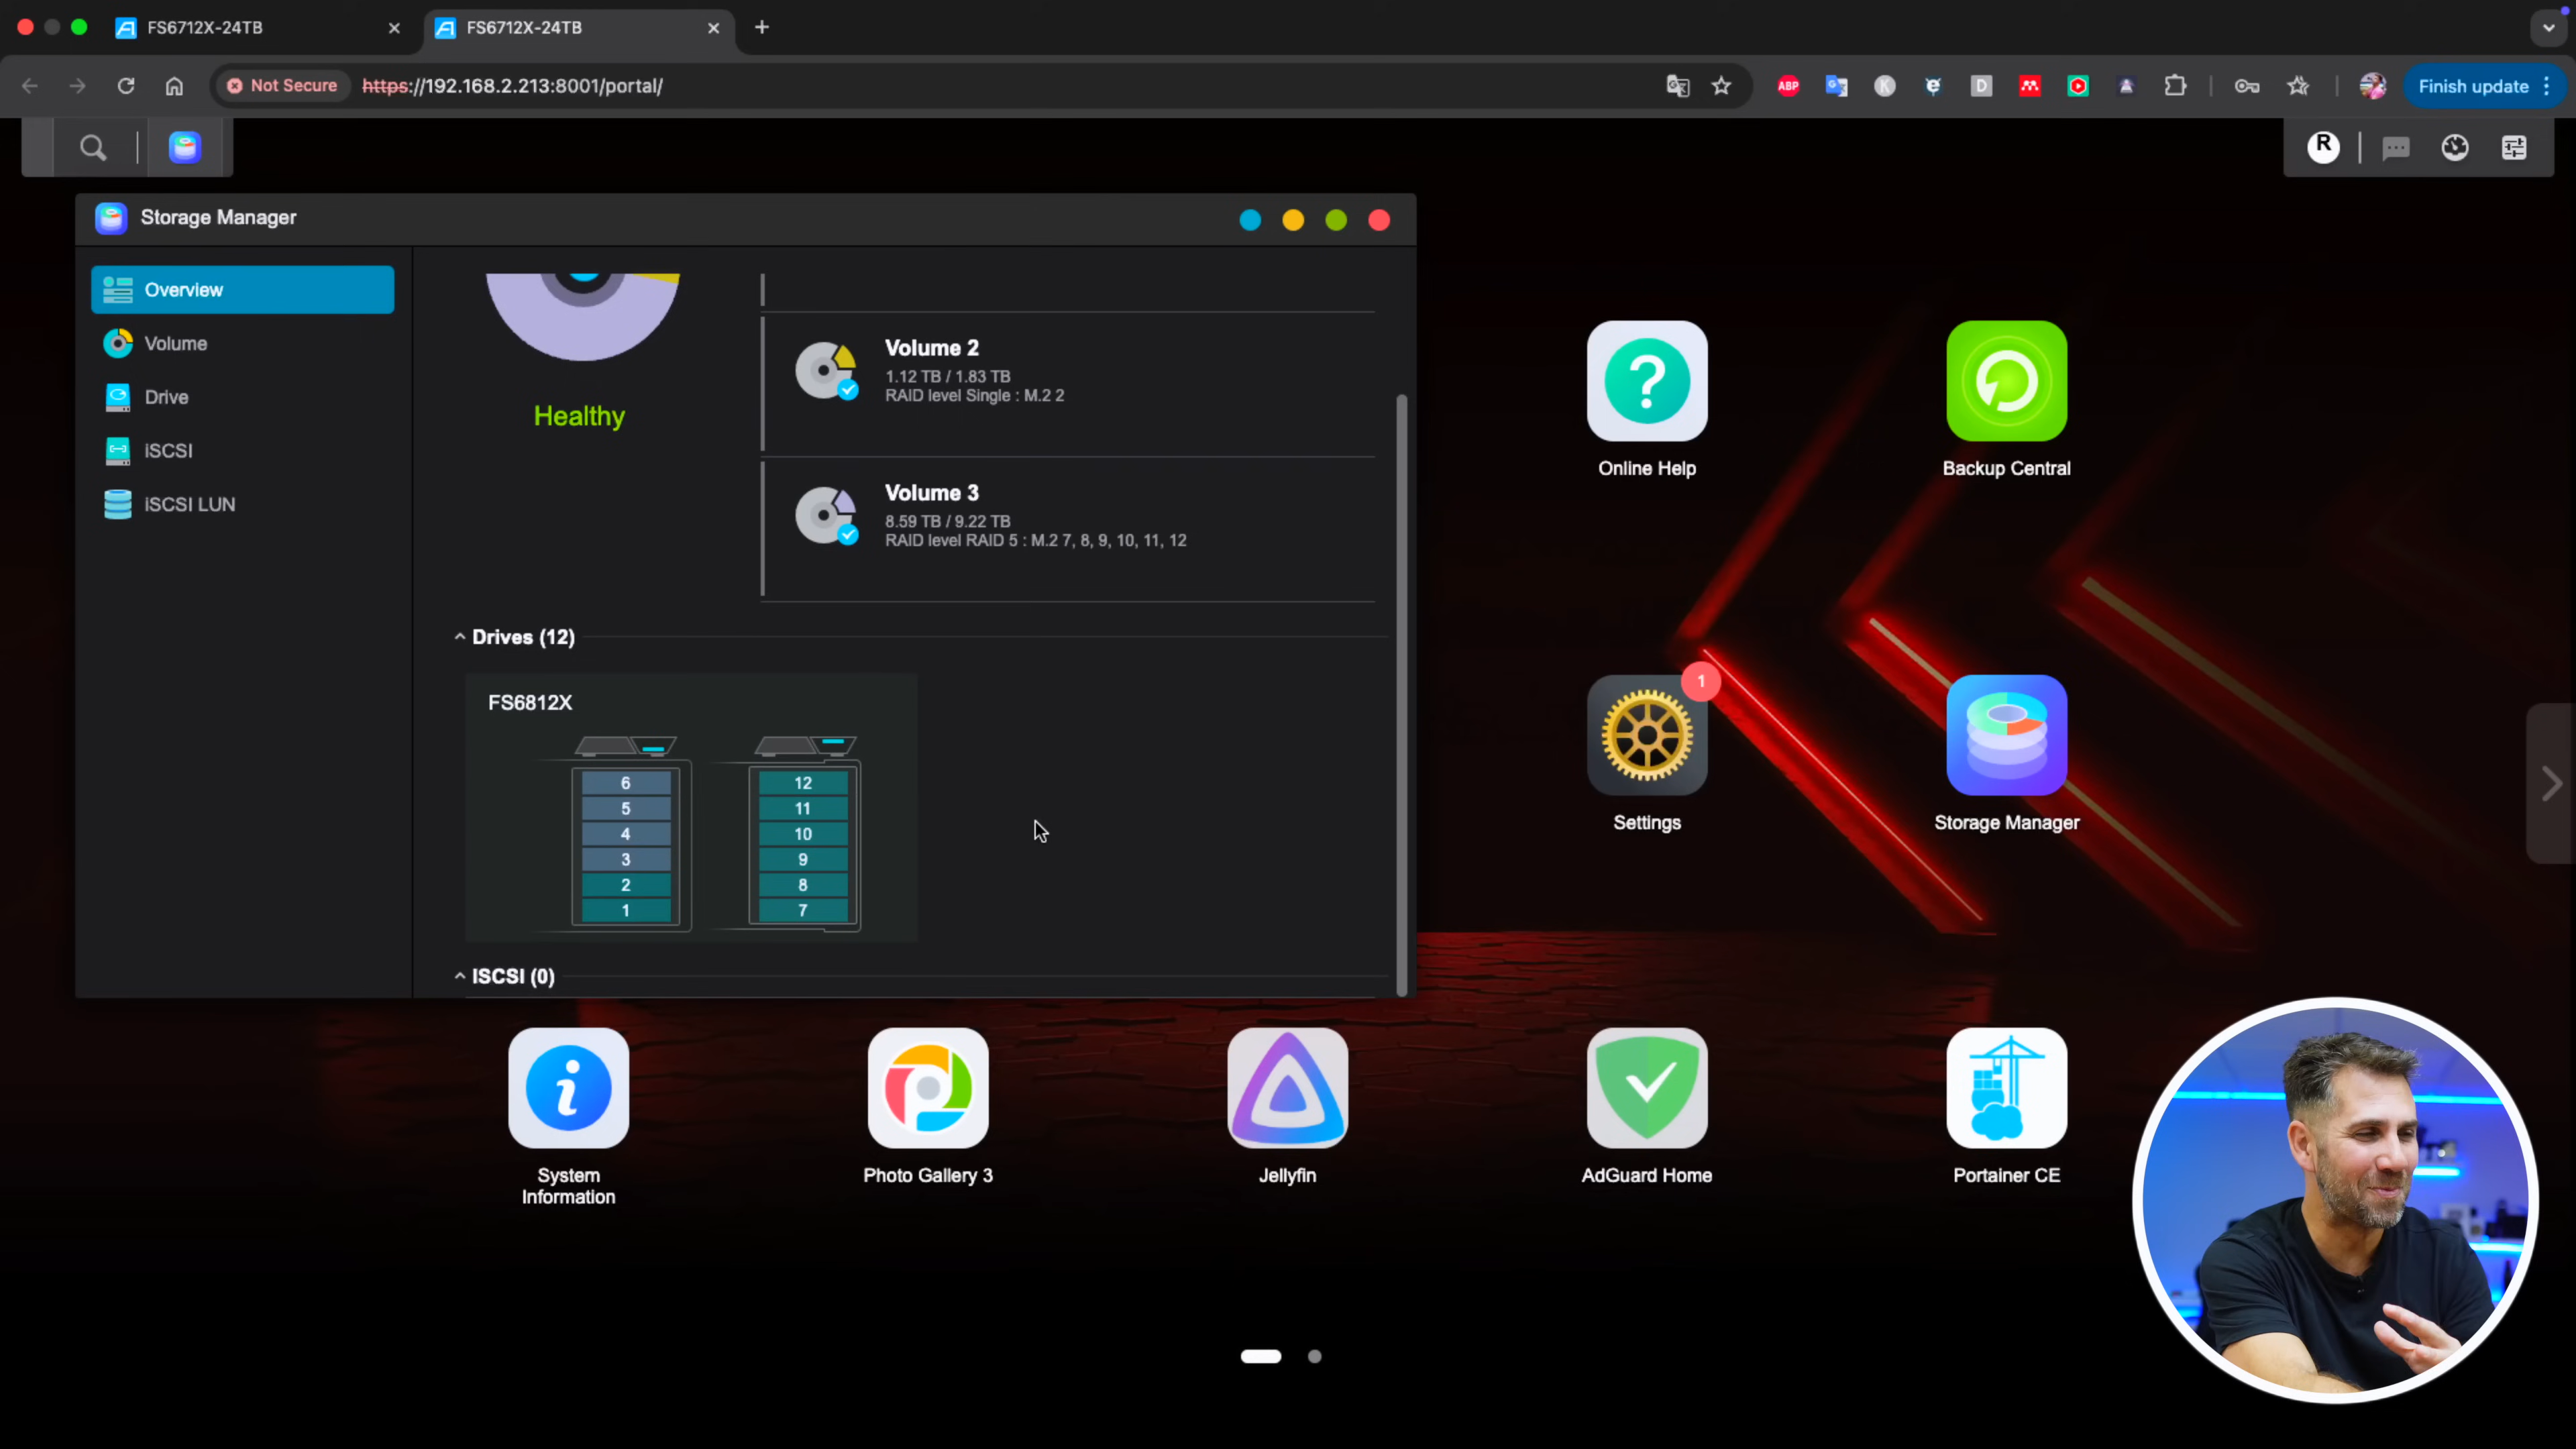 FS6712X-24TB
FS6712X-24TB
Not Secure
https://192.168.2.213:8001/portal/
ABP
K
D
Finish update
R
Storage Manager
Overview
Volume
Drive
iSCSI
iSCSI LUN
Healthy
Volume 2
1.12 TB / 1.83 TB
RAID level Single : M.2 2
Volume 3
8.59 TB / 9.22 TB
RAID level RAID 5 : M.2 7, 8, 9, 10, 11, 12
Drives (12)
FS6812X
6
5
4
3
2
1
12
11
10
9
8
7
ISCSI (0)
Online Help
Backup Central
1
Settings
Storage Manager
System
Information
Photo Gallery 3
Jellyfin
AdGuard Home
Portainer CE